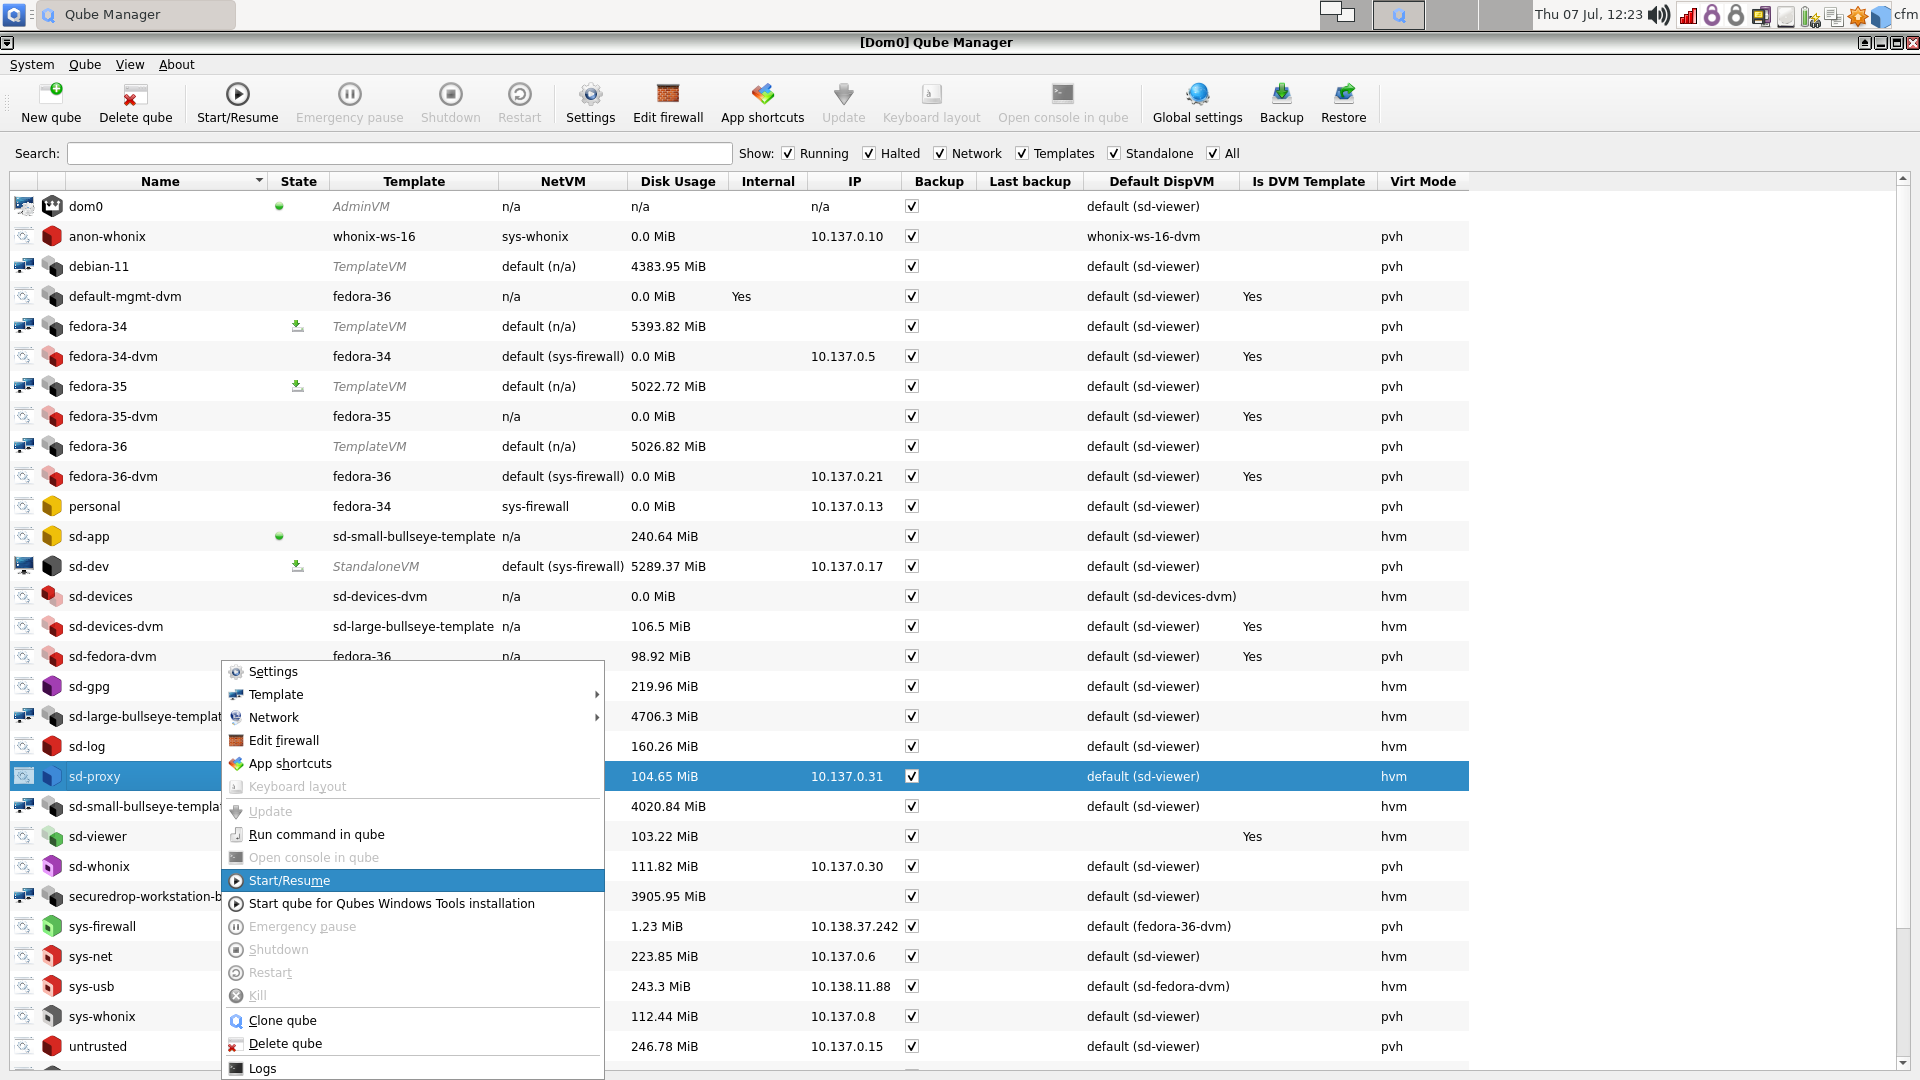 Qube Manager Thu 07 Jul, 12:23 cfm
[Dom0] Qube Manager
System Qube View About
New qube Delete qube Start/Resume Emergency pause Shutdown Restart Settings Edit firewall App shortcuts Update Keyboard layout Open console in qube Global settings Backup Restore
Search: Show: Running Halted Network Templates Standalone All
Name State Template NetVM Disk Usage Internal IP Backup Last backup Default DispVM Is DVM Template Virt Mode
dom0 AdminVM n/a n/a n/a default (sd-viewer)
anon-whonix whonix-ws-16 sys-whonix 0.0 MiB 10.137.0.10 whonix-ws-16-dvm pvh
debian-11 TemplateVM default (n/a) 4383.95 MiB default (sd-viewer) pvh
default-mgmt-dvm fedora-36 n/a 0.0 MiB Yes default (sd-viewer) Yes pvh
fedora-34 TemplateVM default (n/a) 5393.82 MiB default (sd-viewer) pvh
fedora-34-dvm fedora-34 default (sys-firewall) 0.0 MiB 10.137.0.5 default (sd-viewer) Yes pvh
fedora-35 TemplateVM default (n/a) 5022.72 MiB default (sd-viewer) pvh
fedora-35-dvm fedora-35 n/a 0.0 MiB default (sd-viewer) Yes pvh
fedora-36 TemplateVM default (n/a) 5026.82 MiB default (sd-viewer) pvh
fedora-36-dvm fedora-36 default (sys-firewall) 0.0 MiB 10.137.0.21 default (sd-viewer) Yes pvh
personal fedora-34 sys-firewall 0.0 MiB 10.137.0.13 default (sd-viewer) pvh
sd-app sd-small-bullseye-template n/a 240.64 MiB default (sd-viewer) hvm
sd-dev StandaloneVM default (sys-firewall) 5289.37 MiB 10.137.0.17 default (sd-viewer) pvh
sd-devices sd-devices-dvm n/a 0.0 MiB default (sd-devices-dvm) hvm
sd-devices-dvm sd-large-bullseye-template n/a 106.5 MiB default (sd-viewer) Yes hvm
sd-fedora-dvm fedora-36 n/a 98.92 MiB default (sd-viewer) Yes pvh
sd-gpg 219.96 MiB default (sd-viewer) hvm
sd-large-bullseye-templat 4706.3 MiB default (sd-viewer) hvm
sd-log 160.26 MiB default (sd-viewer) hvm
sd-proxy 104.65 MiB 10.137.0.31 default (sd-viewer) hvm
sd-small-bullseye-templat 4020.84 MiB default (sd-viewer) hvm
sd-viewer 103.22 MiB Yes hvm
sd-whonix 111.82 MiB 10.137.0.30 default (sd-viewer) pvh
securedrop-workstation-b 3905.95 MiB default (sd-viewer) hvm
sys-firewall 1.23 MiB 10.138.37.242 default (fedora-36-dvm) pvh
sys-net 223.85 MiB 10.137.0.6 default (sd-viewer) hvm
sys-usb 243.3 MiB 10.138.11.88 default (sd-fedora-dvm) hvm
sys-whonix 112.44 MiB 10.137.0.8 default (sd-viewer) pvh
untrusted 246.78 MiB 10.137.0.15 default (sd-viewer) pvh
Settings
Template
Network
Edit firewall
App shortcuts
Keyboard layout
Update
Run command in qube
Open console in qube
Start/Resume
Start qube for Qubes Windows Tools installation
Emergency pause
Shutdown
Restart
Kill
Clone qube
Delete qube
Logs